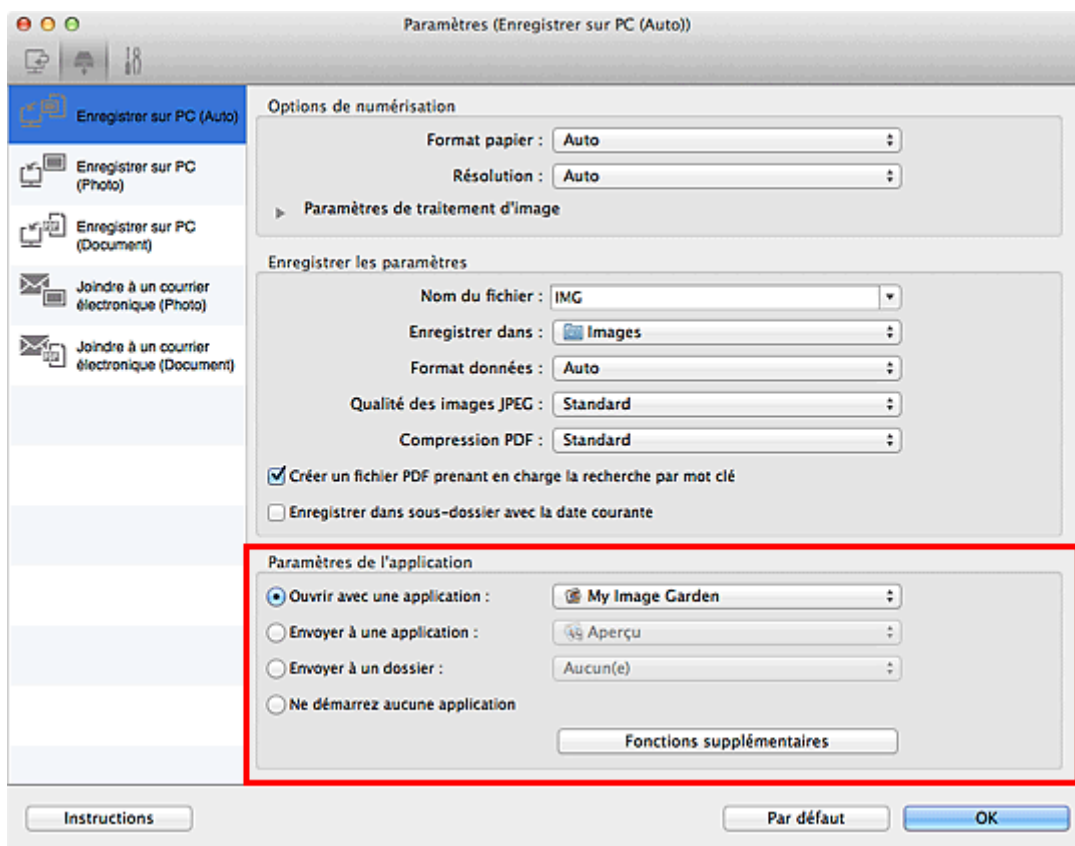 Paramètres (Enregistrer sur PC (Auto))
Enregistrer sur PC (Auto)
Enregistrer sur PC
(Photo)
Enregistrer sur PC
(Document)
Joindre à un courrier
électronique (Photo)
Joindre à un courrier
électronique (Document)
Options de numérisation
Format papier : Auto
Résolution : Auto
Paramètres de traitement d'image
Enregistrer les paramètres
Nom du fichier : IMG
Enregistrer dans : Images
Format données : Auto
Qualité des images JPEG : Standard
Compression PDF : Standard
Créer un fichier PDF prenant en charge la recherche par mot clé
Enregistrer dans sous-dossier avec la date courante
Paramètres de l'application
Ouvrir avec une application : My Image Garden
Envoyer à une application : Aperçu
Envoyer à un dossier : Aucun(e)
Ne démarrez aucune application
Fonctions supplémentaires
Instructions
Par défaut
OK